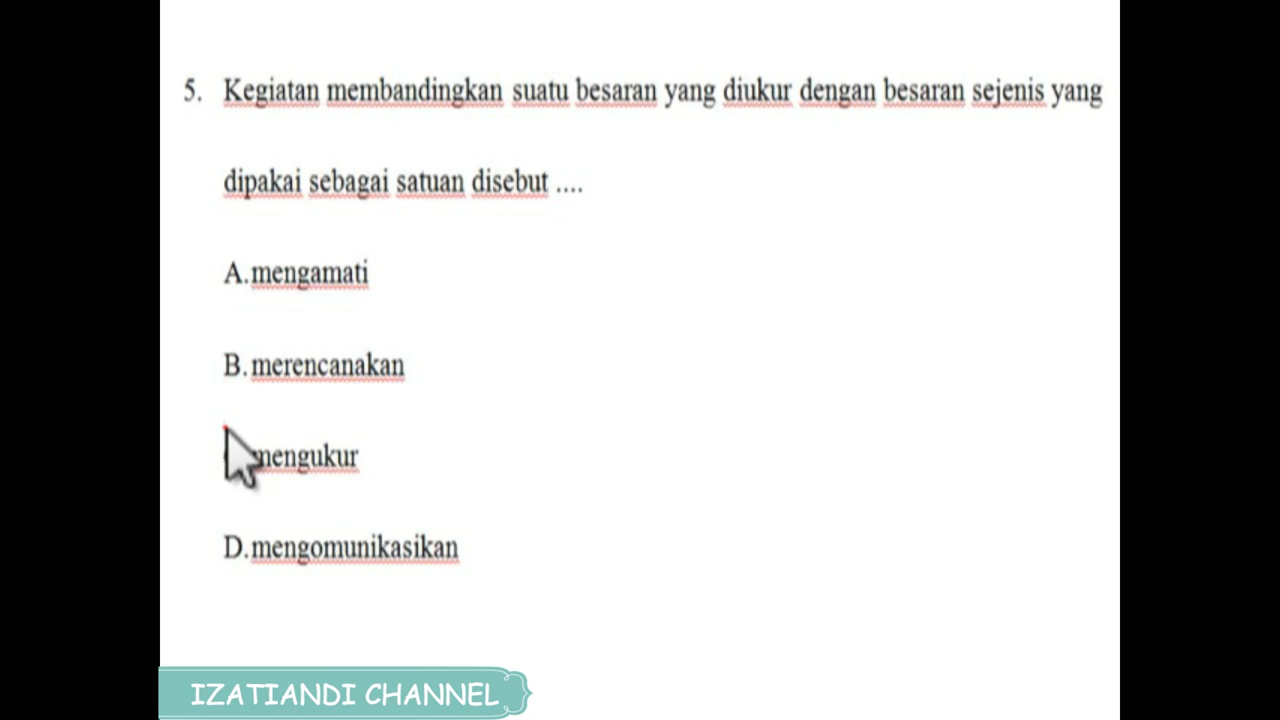 5. Kegiatan membandingkan suatu besaran yang diukur dengan besaran sejenis yang
dipakai sebagai satuan disebut ....
A. mengamati
B. merencanakan
mengukur
D. mengomunikasikan
IZATIANDI CHANNEL